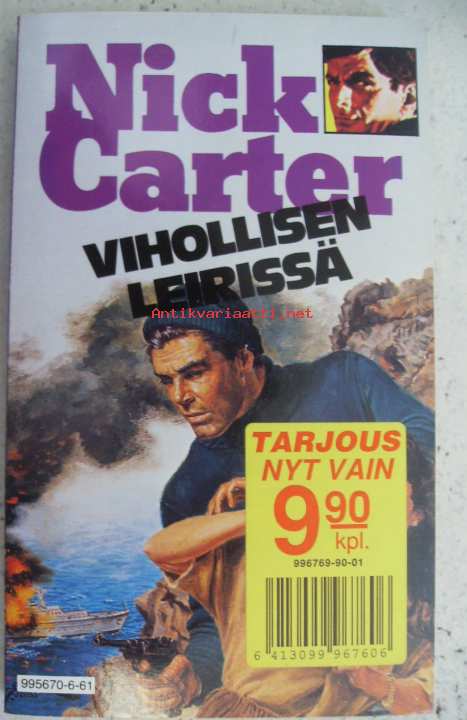 Nick
Carter
VIHOLLISEN
LEIRISSÄ
Antikvariaatti.net
TARJOUS
NYT VAIN
9 90
kpl.
996769-90-01
6 413099 967606
995670-6-61